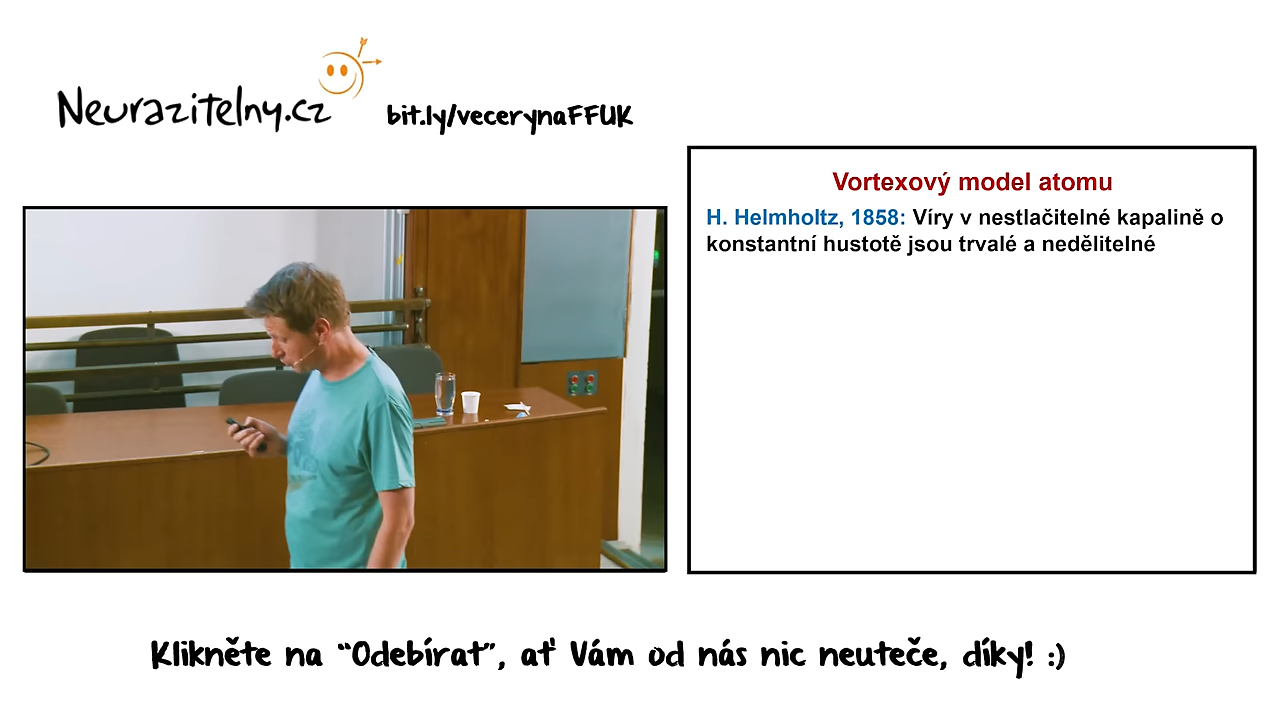 Neurazitelny.cz
bit.ly/vecerynaFFUK
Vortexový model atomu
H. Helmholtz, 1858: Víry v nestlačitelné kapalině o
konstantní hustotě jsou trvalé a nedělitelné
Klikněte na “Odebírat”, ať Vám od nás nic neuteče, díky! :)